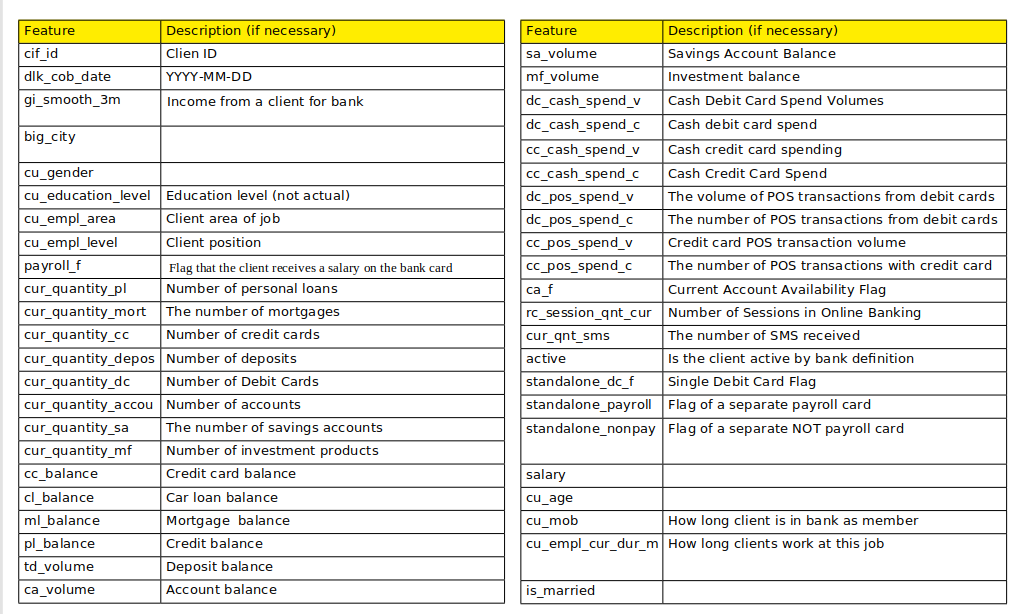 Feature Description (if necessary)
cif_id Clien ID
dlk_cob_date YYYY-MM-DD
gi_smooth_3m Income from a client for bank
big_city
cu_gender
cu_education_level Education level (not actual)
cu_empl_area Client area of job
cu_empl_level Client position
payroll_f Flag that the client receives a salary on the bank card
cur_quantity_pl Number of personal loans
cur_quantity_mort The number of mortgages
cur_quantity_cc Number of credit cards
cur_quantity_depos Number of deposits
cur_quantity_dc Number of Debit Cards
cur_quantity_accou Number of accounts
cur_quantity_sa The number of savings accounts
cur_quantity_mf Number of investment products
cc_balance Credit card balance
cl_balance Car loan balance
ml_balance Mortgage balance
pl_balance Credit balance
td_volume Deposit balance
ca_volume Account balance
Feature Description (if necessary)
sa_volume Savings Account Balance
mf_volume Investment balance
dc_cash_spend_v Cash Debit Card Spend Volumes
dc_cash_spend_c Cash debit card spend
cc_cash_spend_v Cash credit card spending
cc_cash_spend_c Cash Credit Card Spend
dc_pos_spend_v The volume of POS transactions from debit cards
dc_pos_spend_c The number of POS transactions from debit cards
cc_pos_spend_v Credit card POS transaction volume
cc_pos_spend_c The number of POS transactions with credit card
ca_f Current Account Availability Flag
rc_session_qnt_cur Number of Sessions in Online Banking
cur_qnt_sms The number of SMS received
active Is the client active by bank definition
standalone_dc_f Single Debit Card Flag
standalone_payroll Flag of a separate payroll card
standalone_nonpay Flag of a separate NOT payroll card
salary
cu_age
cu_mob How long client is in bank as member
cu_empl_cur_dur_m How long clients work at this job
is_married